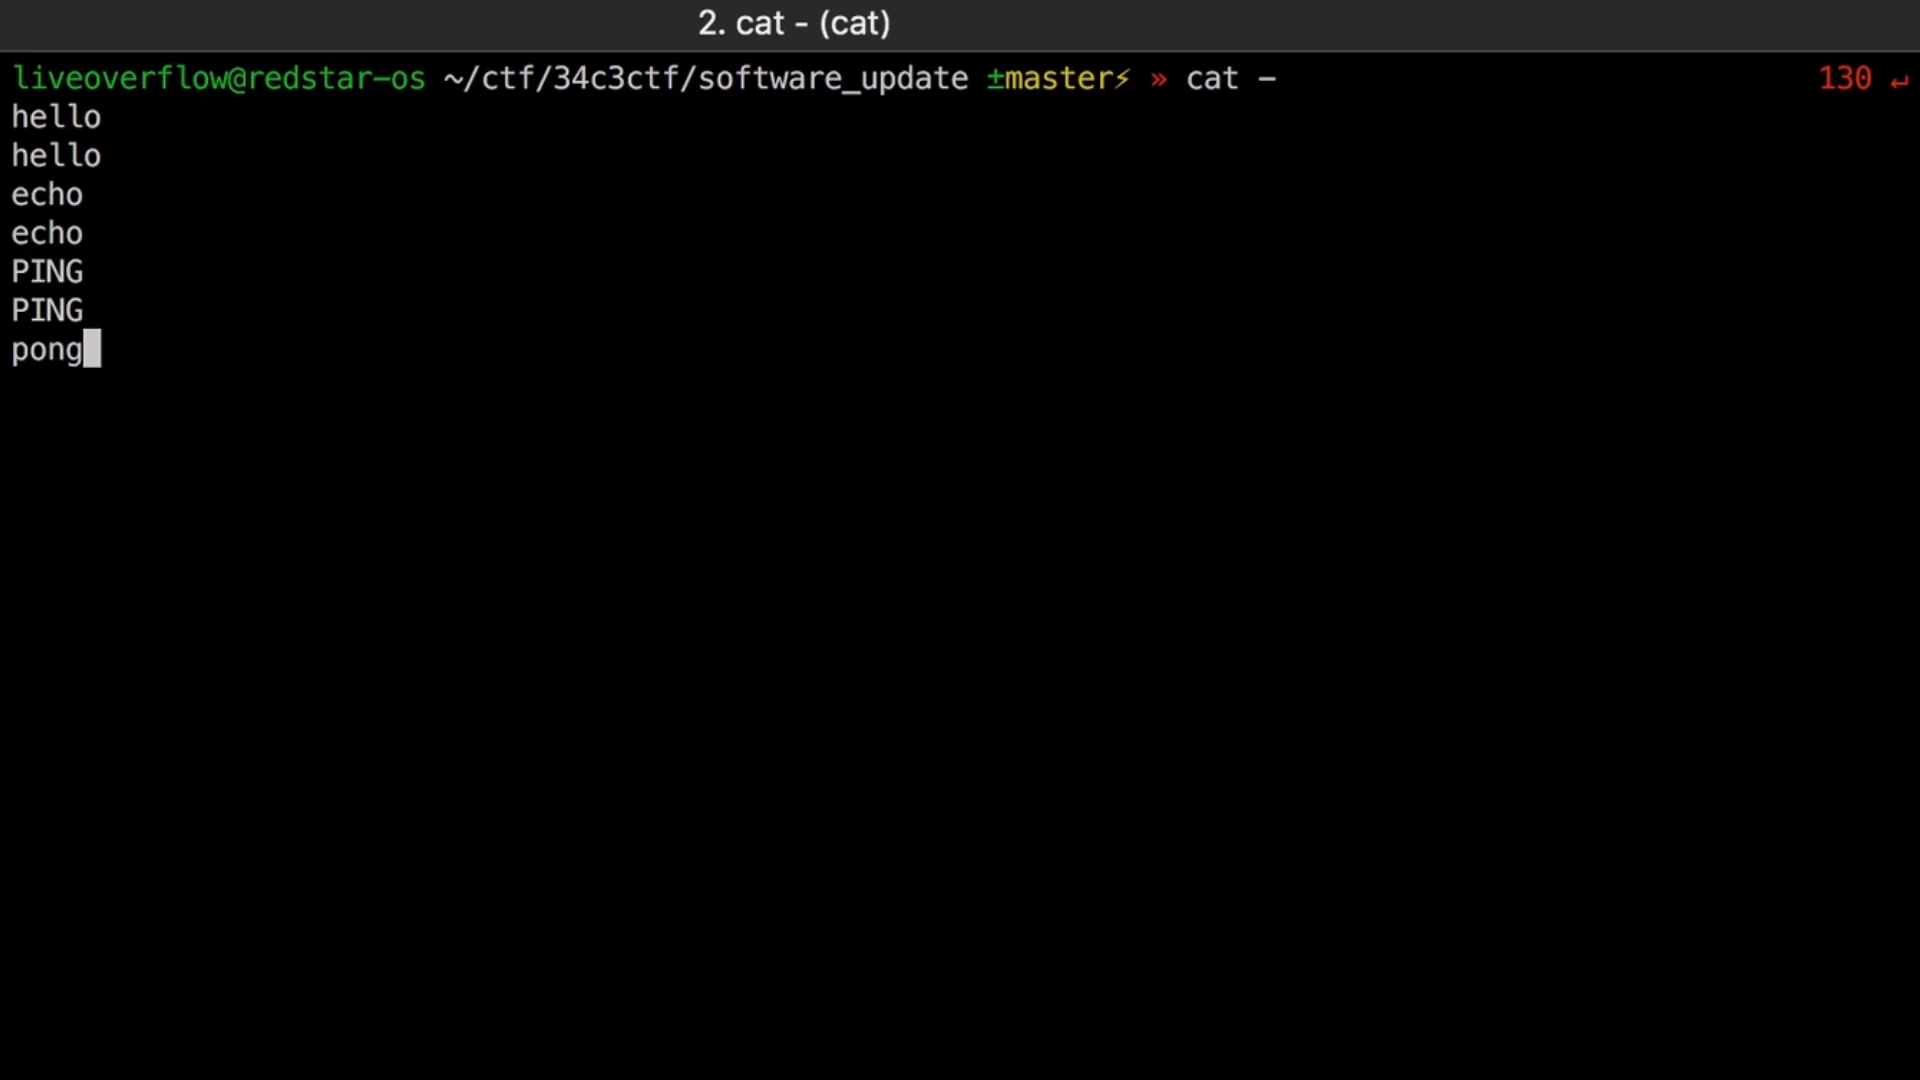 2. cat - (cat)
liveoverflow@redstar-os ~/ctf/34c3ctf/software_update ±master⚡ » cat - 130 ↵
hello
hello
echo
echo
PING
PING
pong